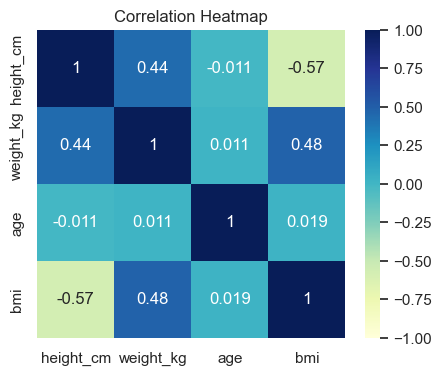 Correlation Heatmap
height_cm 1 0.44 -0.011 -0.57
weight_kg 0.44 1 0.011 0.48
age -0.011 0.011 1 0.019
bmi -0.57 0.48 0.019 1
height_cm weight_kg age bmi
1.00
0.75
0.50
0.25
0.00
−0.25
−0.50
−0.75
−1.00